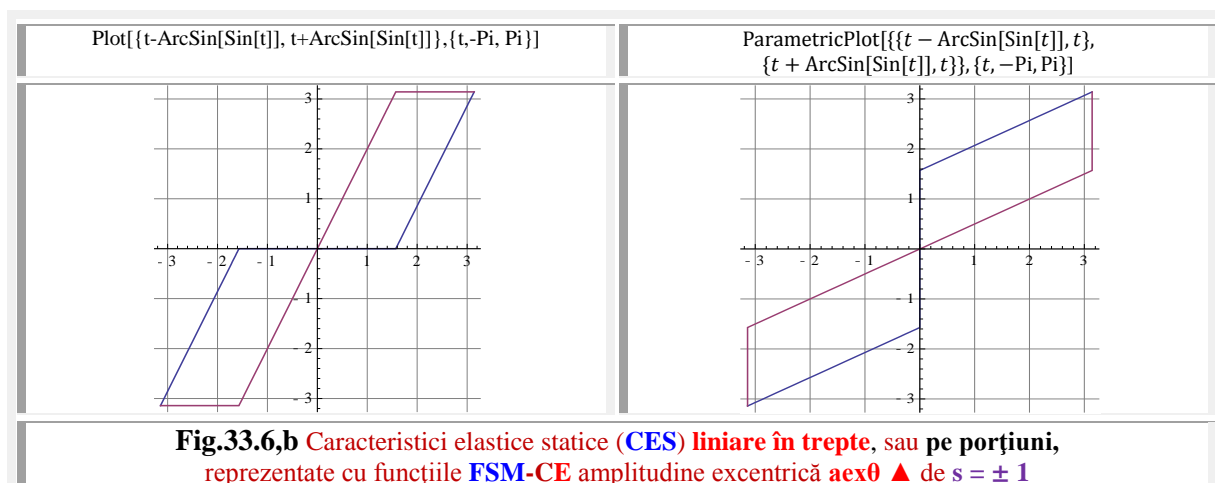 Plot[{t-ArcSin[Sin[t]], t+ArcSin[Sin[t]]},{t,-Pi, Pi}]
ParametricPlot[{{t − ArcSin[Sin[t]], t},
{t + ArcSin[Sin[t]], t}}, {t, −Pi, Pi}]
3
2
1
- 3 - 2 - 1 1 2 3
- 1
- 2
- 3
3
2
1
- 3 - 2 - 1 1 2 3
- 1
- 2
- 3
Fig.33.6,b Caracteristici elastice statice (CES) liniare în trepte, sau pe porţiuni,
reprezentate cu funcţiile FSM-CE amplitudine excentrică aexθ ▲ de s = ± 1